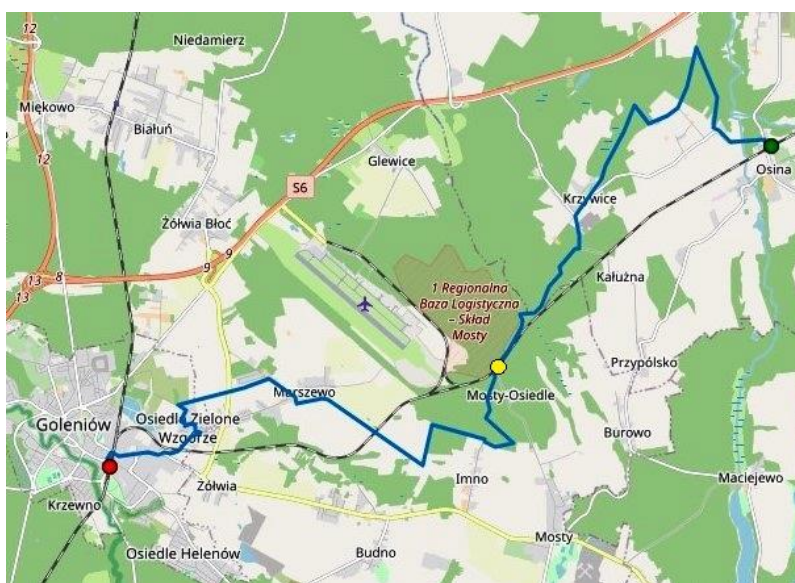 12
Niedamierz
Miękowo
Białuń
12
Glewice
S6
Osina
Krzywice
Żółwia Błoć
9
9
13
8
13
1 Regionalna
Baza Logistyczna
– Skład
Mosty
Kałużna
Przypólsko
Mosty-Osiedle
Marszewo
Goleniów
Osiedle Zielone
Wzgórze
Burowo
Maciejewo
Imno
Żółwia
Krzewno
Mosty
Budno
Osiedle Helenów